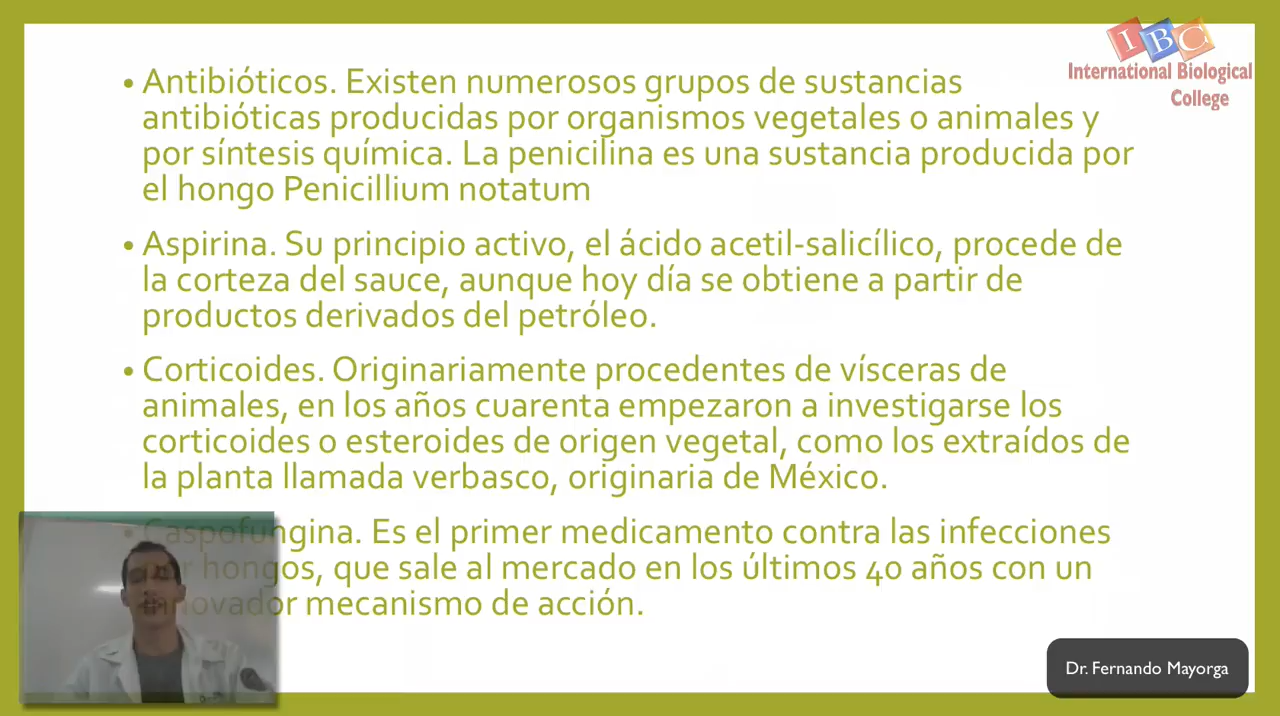 IBC
International Biological
College
• Antibióticos. Existen numerosos grupos de sustancias
antibióticas producidas por organismos vegetales o animales y
por síntesis química. La penicilina es una sustancia producida por
el hongo Penicillium notatum
• Aspirina. Su principio activo, el ácido acetil-salicílico, procede de
la corteza del sauce, aunque hoy día se obtiene a partir de
productos derivados del petróleo.
• Corticoides. Originariamente procedentes de vísceras de
animales, en los años cuarenta empezaron a investigarse los
corticoides o esteroides de origen vegetal, como los extraídos de
la planta llamada verbasco, originaria de México.
• Caspofungina. Es el primer medicamento contra las infecciones
por hongos, que sale al mercado en los últimos 40 años con un
innovador mecanismo de acción.
Dr. Fernando Mayorga